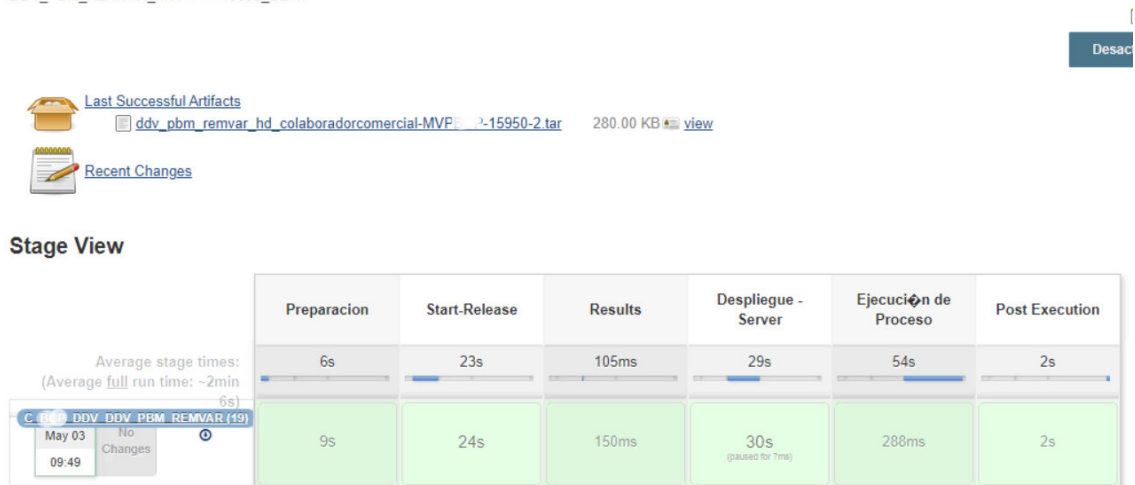 Desact
Last Successful Artifacts
ddv_pbm_remvar_hd_colaboradorcomercial-MVP -15950-2.tar 280.00 KB view
Recent Changes
Stage View
Preparacion Start-Release Results Despliegue - Server Ejecuci�n de Proceso Post Execution
Average stage times: 6s 23s 105ms 29s 54s 2s
(Average full run time: ~2min
6s)
DDV_DDV_PBM_REMVAR (19)
May 03 No Changes 9s 24s 150ms 30s 288ms 2s
09:49 (paused for 7ms)